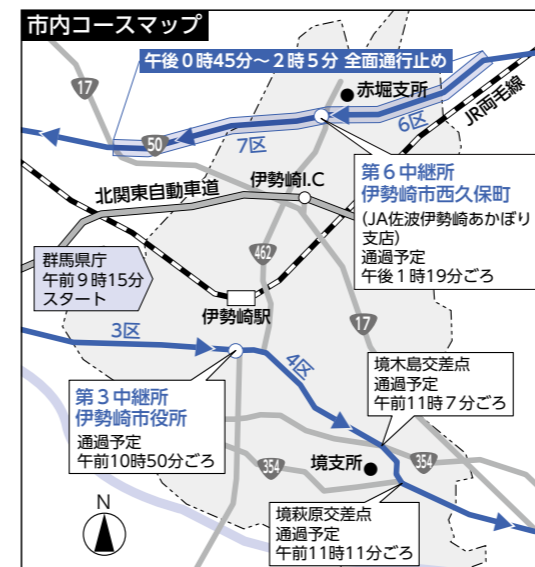 市内コースマップ
午後0時45分〜2時5分 全面通行止め
17
赤堀支所
JR両毛線
50
7区
6区
第6中継所
伊勢崎市西久保町
(JA佐波伊勢崎あかぼり
支店)
通過予定
午後1時19分ごろ
北関東自動車道
伊勢崎I.C
群馬県庁
午前9時15分
スタート
462
伊勢崎駅
17
3区
4区
第3中継所
伊勢崎市役所
通過予定
午前10時50分ごろ
境木島交差点
通過予定
午前11時7分ごろ
354
境支所
354
境萩原交差点
通過予定
午前11時11分ごろ
N